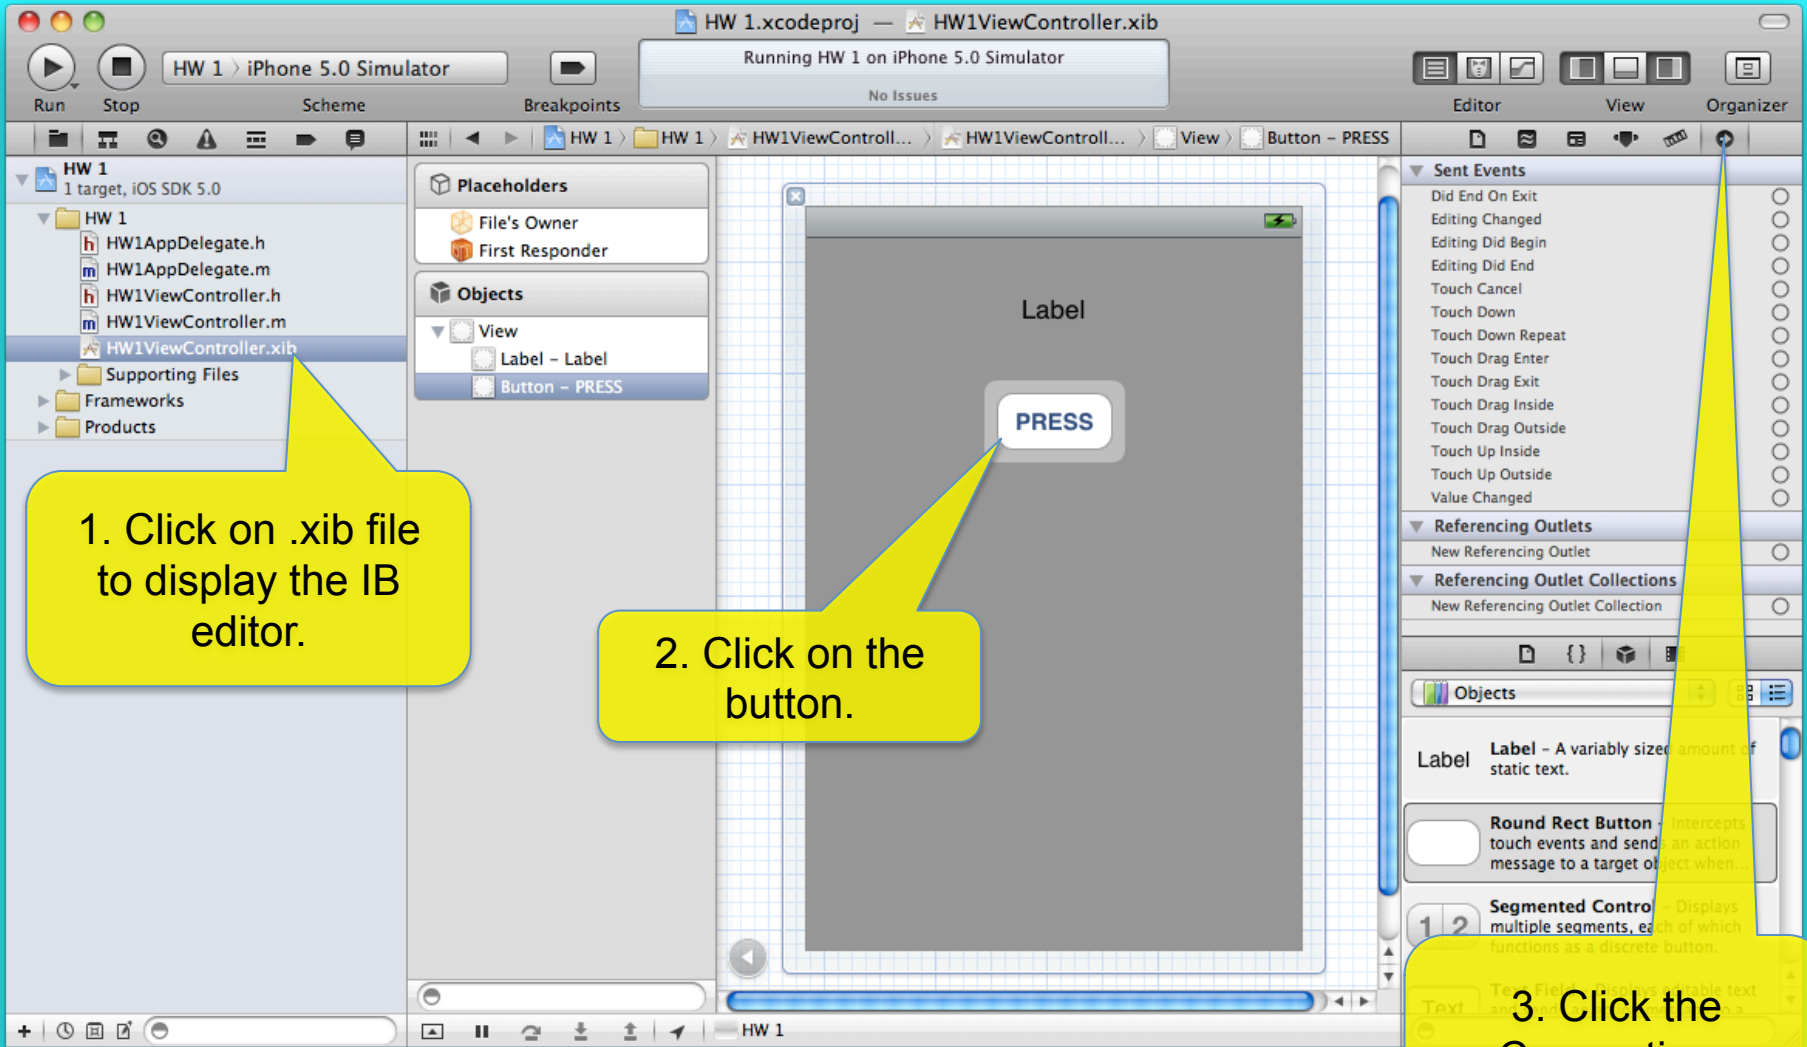 HW 1.xcodeproj — HW1ViewController.xib
HW 1 › iPhone 5.0 Simulator
Running HW 1 on iPhone 5.0 Simulator
No Issues
Run
Stop
Scheme
Breakpoints
Editor
View
Organizer
HW 1 › HW 1 › HW1ViewControll... › HW1ViewControll... › View › Button – PRESS
HW 1
1 target, iOS SDK 5.0
HW 1
HW1AppDelegate.h
HW1AppDelegate.m
HW1ViewController.h
HW1ViewController.m
HW1ViewController.xib
Supporting Files
Frameworks
Products
Placeholders
File's Owner
First Responder
Objects
View
Label – Label
Button – PRESS
Label
PRESS
1. Click on .xib file
to display the IB
editor.
2. Click on the
button.
Sent Events
Did End On Exit
Editing Changed
Editing Did Begin
Editing Did End
Touch Cancel
Touch Down
Touch Down Repeat
Touch Drag Enter
Touch Drag Exit
Touch Drag Inside
Touch Drag Outside
Touch Up Inside
Touch Up Outside
Value Changed
Referencing Outlets
New Referencing Outlet
Referencing Outlet Collections
New Referencing Outlet Collection
{}
Objects
Label
Label – A variably sized amount of
static text.
Round Rect Button – Intercepts
touch events and sends an action
message to a target object when...
1 2
Segmented Control – Displays
multiple segments, each of which
functions as a discrete button.
Text
Text Field – Displays editable text
3. Click the
HW 1